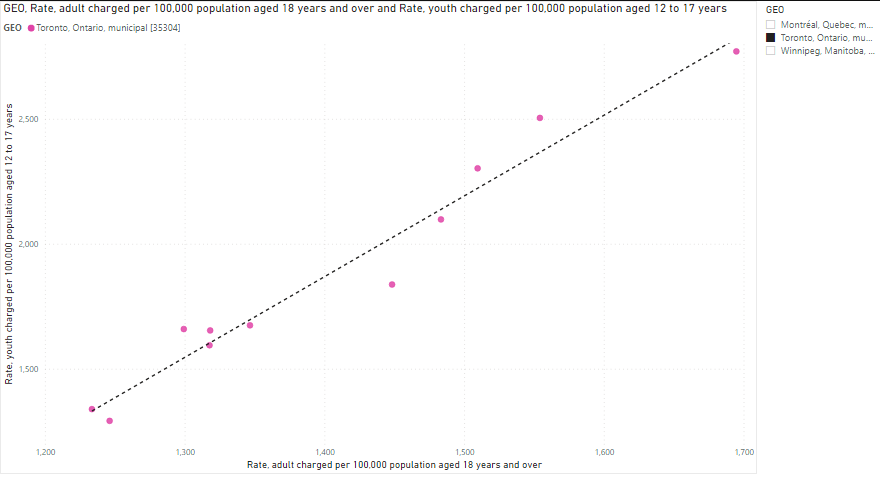 GEO, Rate, adult charged per 100,000 population aged 18 years and over and Rate, youth charged per 100,000 population aged 12 to 17 years
GEO
Toronto, Ontario, municipal [35304]
GEO
Montréal, Quebec, m...
Toronto, Ontario, mu...
Winnipeg, Manitoba, ...
Rate, youth charged per 100,000 population aged 12 to 17 years
2,500
2,000
1,500
1,200
1,300
1,400
1,500
1,600
1,700
Rate, adult charged per 100,000 population aged 18 years and over